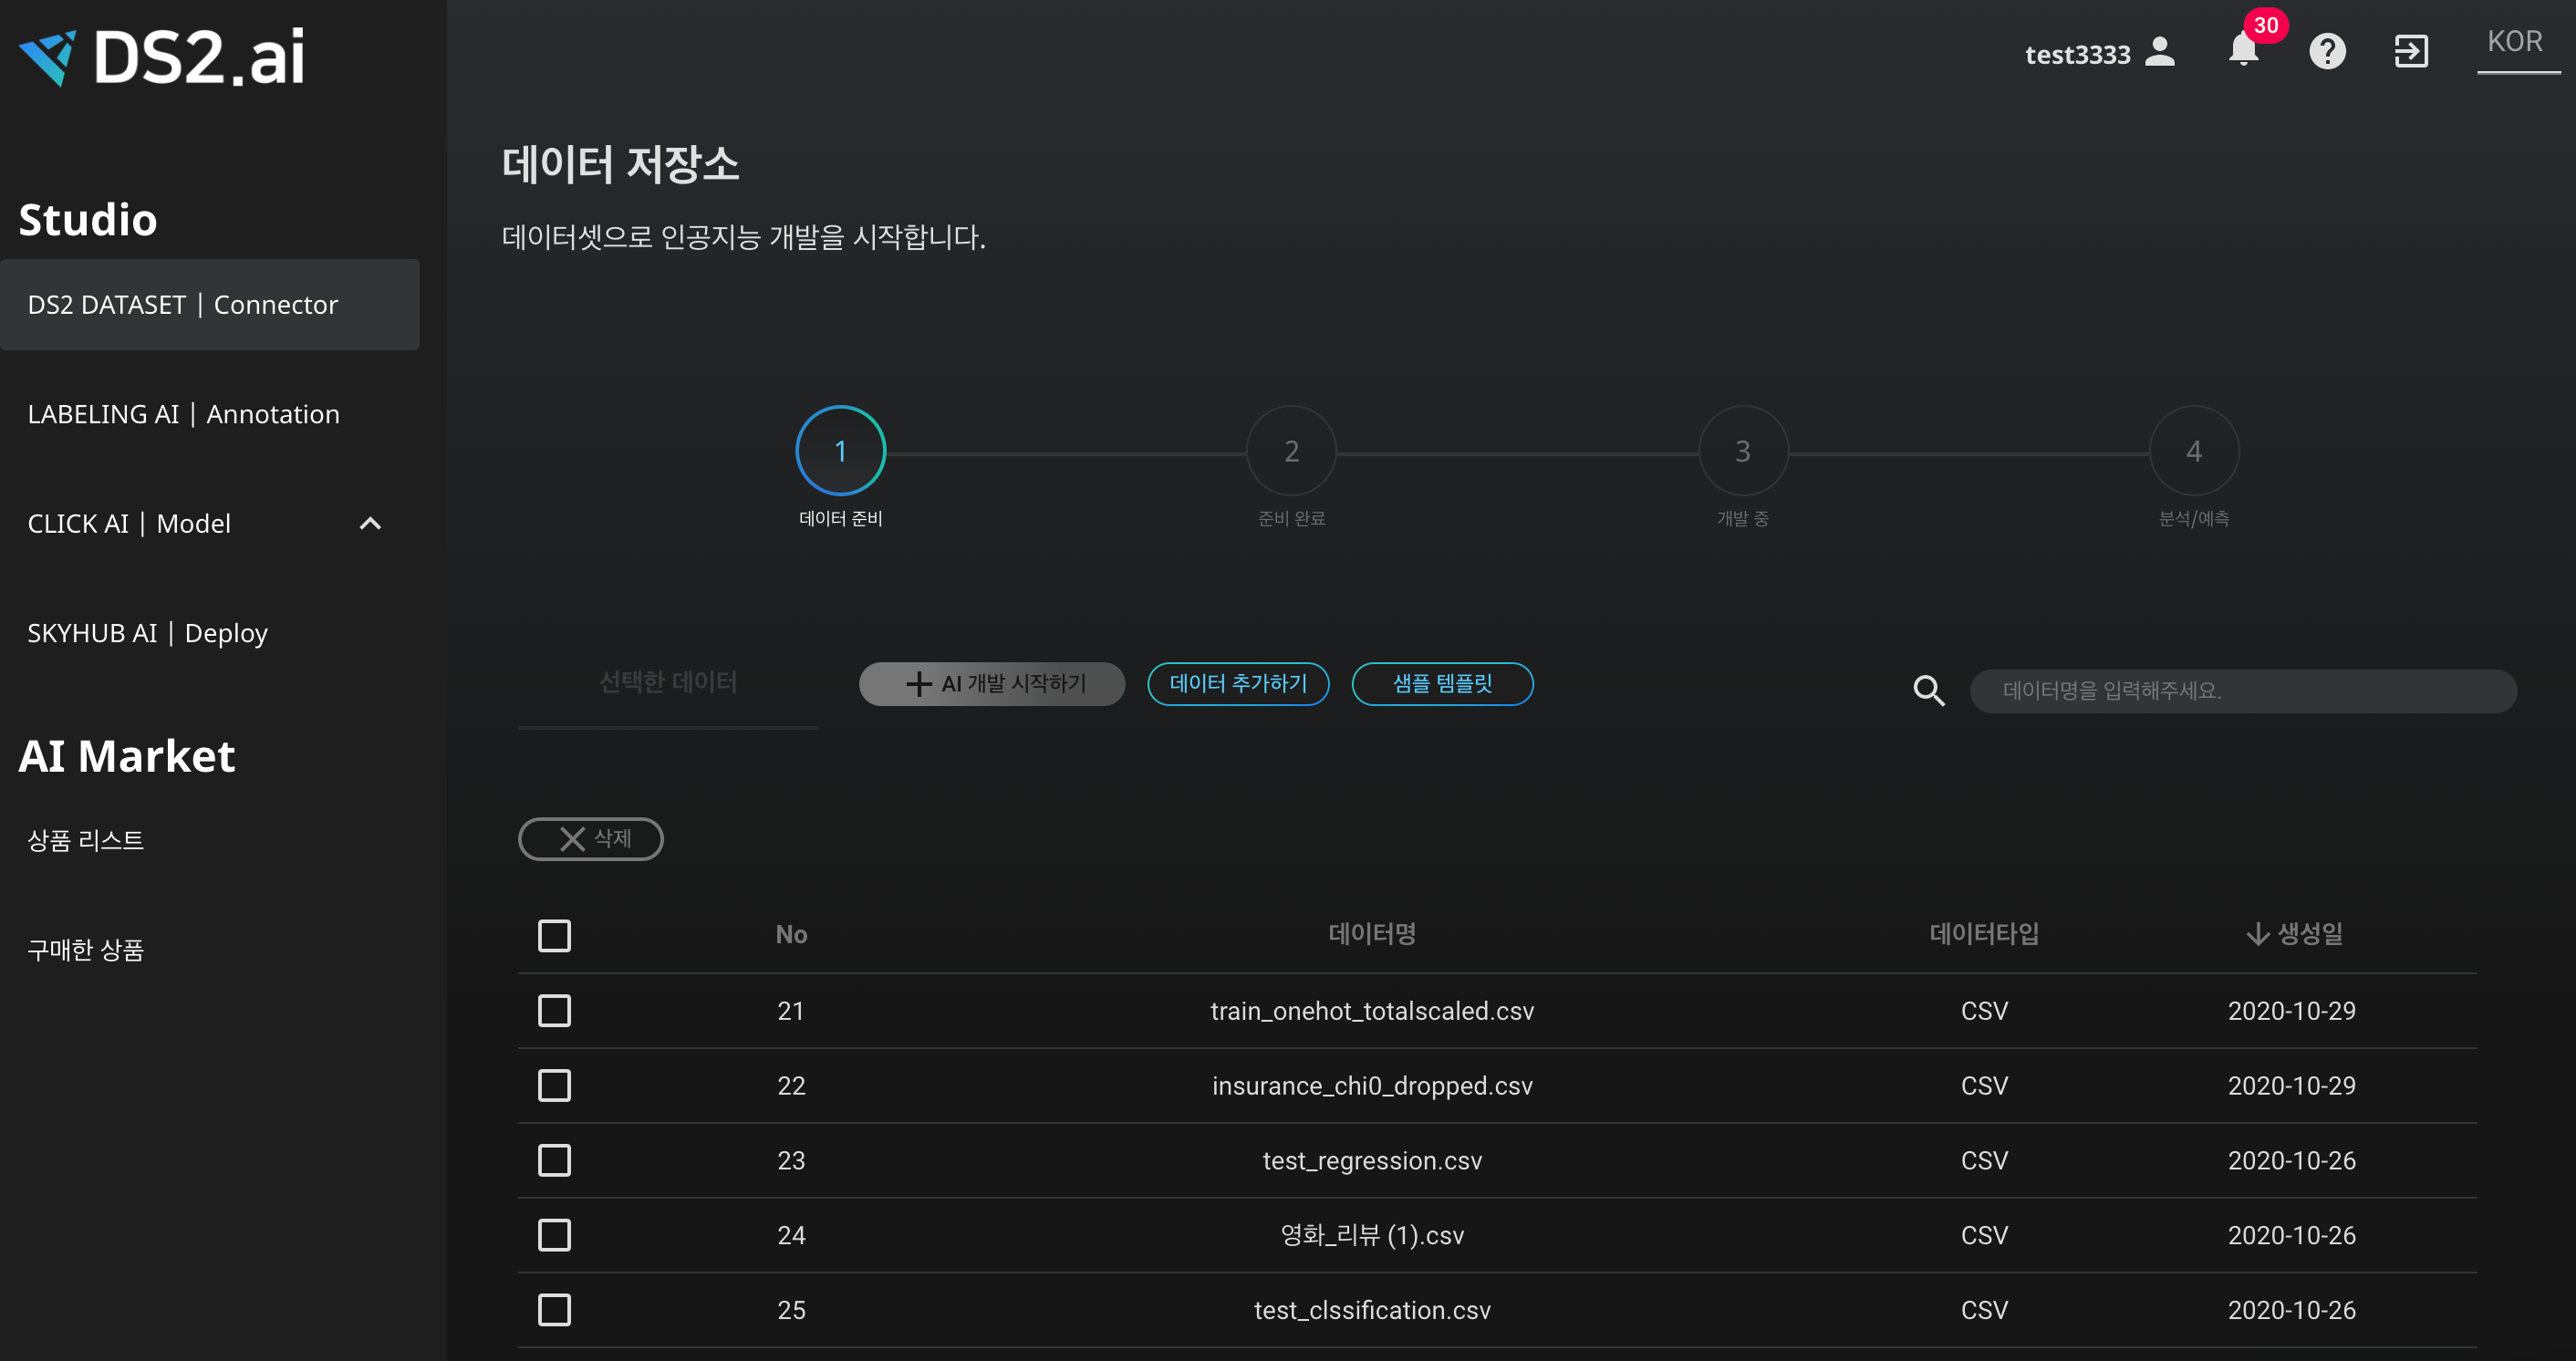 DS2.ai
test3333
30
KOR
Studio
DS2 DATASET | Connector
LABELING AI | Annotation
CLICK AI | Model
SKYHUB AI | Deploy
AI Market
상품 리스트
구매한 상품
데이터 저장소
데이터셋으로 인공지능 개발을 시작합니다.
1 2 3 4
데이터 준비 준비 완료 개발 중 분석/예측
선택한 데이터 AI 개발 시작하기 데이터 추가하기 샘플 템플릿 데이터명을 입력해주세요.
삭제
No 데이터명 데이터타입 생성일
21 train_onehot_totalscaled.csv CSV 2020-10-29
22 insurance_chi0_dropped.csv CSV 2020-10-29
23 test_regression.csv CSV 2020-10-26
24 영화_리뷰 (1).csv CSV 2020-10-26
25 test_clssification.csv CSV 2020-10-26